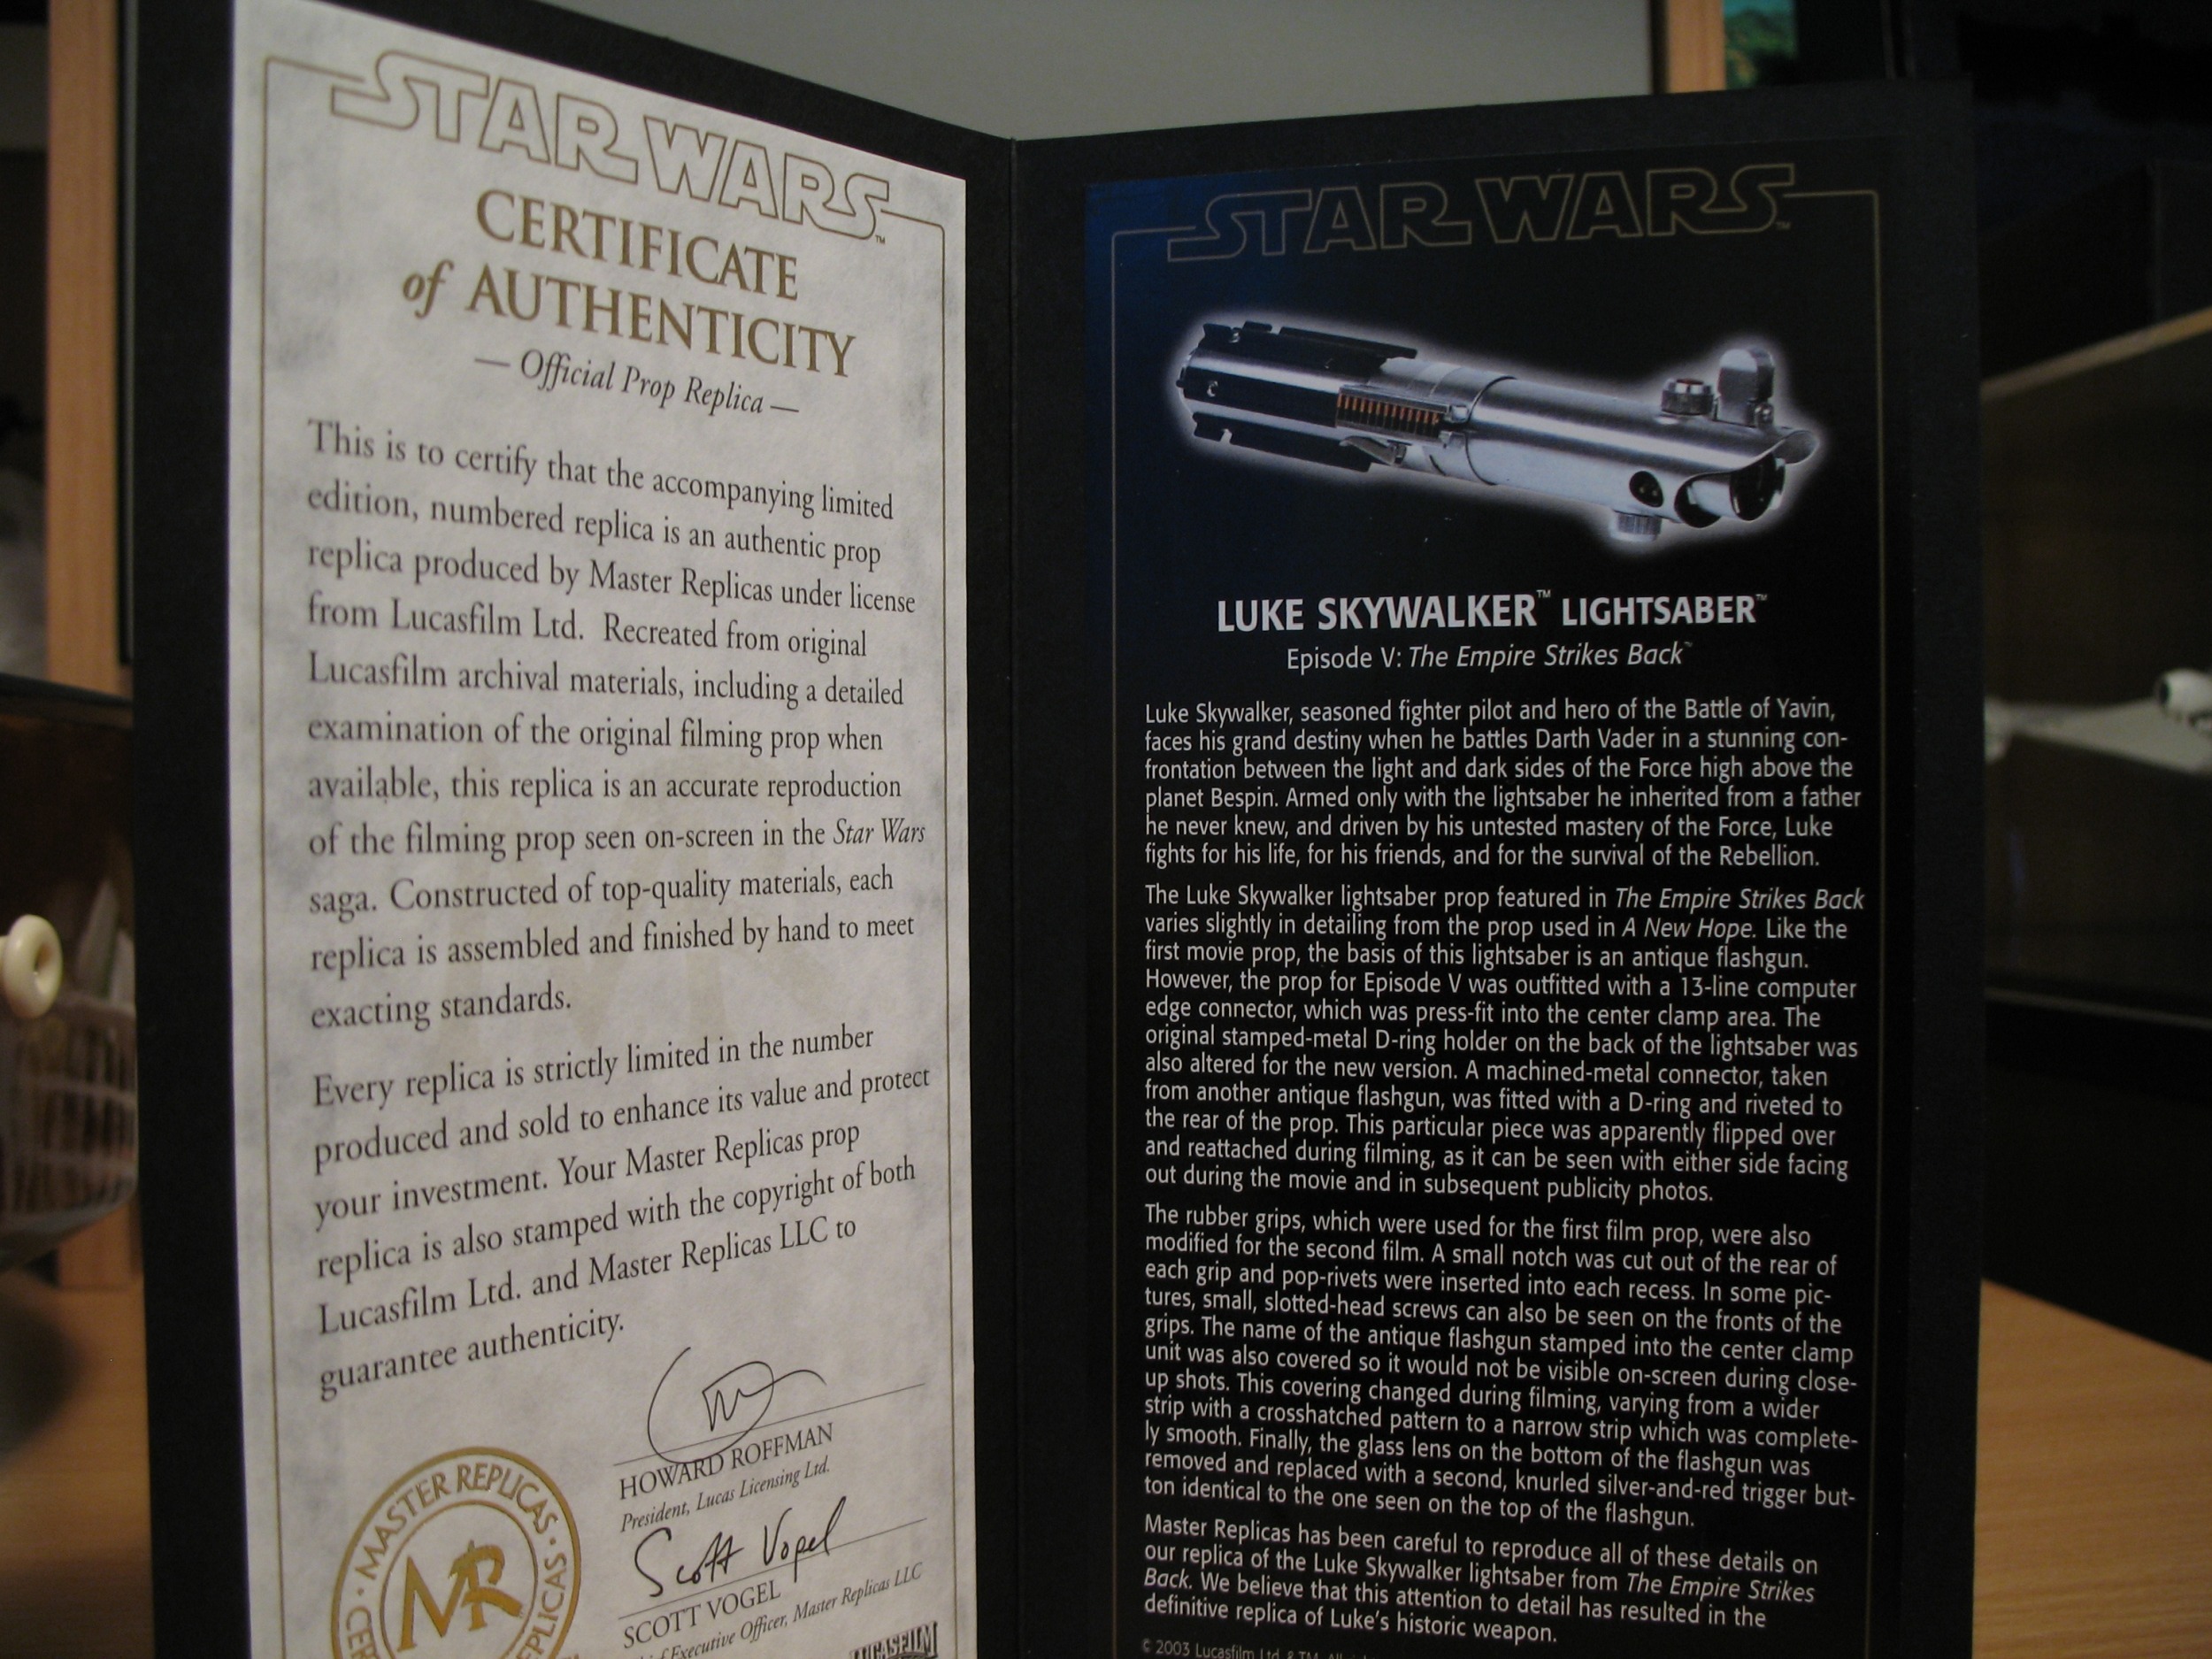 STAR WARS™
CERTIFICATE
of AUTHENTICITY
— Official Prop Replica —
This is to certify that the accompanying limited
edition, numbered replica is an authentic prop
replica produced by Master Replicas under license
from Lucasfilm Ltd. Recreated from original
Lucasfilm archival materials, including a detailed
examination of the original filming prop when
available, this replica is an accurate reproduction
of the filming prop seen on-screen in the Star Wars
saga. Constructed of top-quality materials, each
replica is assembled and finished by hand to meet
exacting standards.
Every replica is strictly limited in the number
produced and sold to enhance its value and protect
your investment. Your Master Replicas prop
replica is also stamped with the copyright of both
Lucasfilm Ltd. and Master Replicas LLC to
guarantee authenticity.
HOWARD ROFFMAN
President, Lucas Licensing Ltd.
Scott Vogel
SCOTT VOGEL
Executive Officer, Master Replicas LLC
· MASTER REPLICAS ·
MR
LUCASFILM
STAR WARS™
LUKE SKYWALKER™ LIGHTSABER™
Episode V: The Empire Strikes Back™
Luke Skywalker, seasoned fighter pilot and hero of the Battle of Yavin,
faces his grand destiny when he battles Darth Vader in a stunning con-
frontation between the light and dark sides of the Force high above the
planet Bespin. Armed only with the lightsaber he inherited from a father
he never knew, and driven by his untested mastery of the Force, Luke
fights for his life, for his friends, and for the survival of the Rebellion.
The Luke Skywalker lightsaber prop featured in The Empire Strikes Back
varies slightly in detailing from the prop used in A New Hope. Like the
first movie prop, the basis of this lightsaber is an antique flashgun.
However, the prop for Episode V was outfitted with a 13-line computer
edge connector, which was press-fit into the center clamp area. The
original stamped-metal D-ring holder on the back of the lightsaber was
also altered for the new version. A machined-metal connector, taken
from another antique flashgun, was fitted with a D-ring and riveted to
the rear of the prop. This particular piece was apparently flipped over
and reattached during filming, as it can be seen with either side facing
out during the movie and in subsequent publicity photos.
The rubber grips, which were used for the first film prop, were also
modified for the second film. A small notch was cut out of the rear of
each grip and pop-rivets were inserted into each recess. In some pic-
tures, small, slotted-head screws can also be seen on the fronts of the
grips. The name of the antique flashgun stamped into the center clamp
unit was also covered so it would not be visible on-screen during close-
up shots. This covering changed during filming, varying from a wider
strip with a crosshatched pattern to a narrow strip which was complete-
ly smooth. Finally, the glass lens on the bottom of the flashgun was
removed and replaced with a second, knurled silver-and-red trigger but-
ton identical to the one seen on the top of the flashgun.
Master Replicas has been careful to reproduce all of these details on
our replica of the Luke Skywalker lightsaber from The Empire Strikes
Back. We believe that this attention to detail has resulted in the
definitive replica of Luke's historic weapon.
© 2003 Lucasfilm Ltd. & TM.